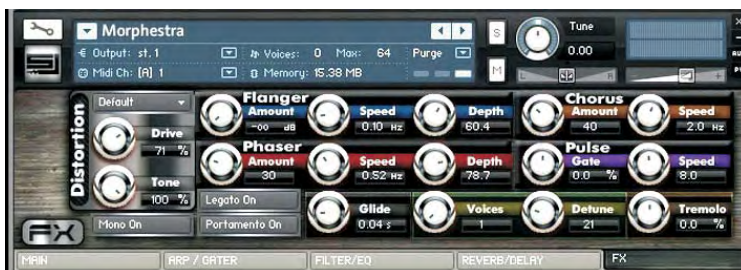 Morphestra
S
Tune
Output: st.1
Voices: 0 Max: 64
Purge
0.00
Midi Ch: [A] 1
Memory: 15.38 MB
M
L R
- +
Distortion
Default
Drive
71 %
Tone
100 %
Flanger
Amount
-oo dB
Speed
0.10 Hz
Depth
60.4
Chorus
Amount
40
Speed
2.0 Hz
Phaser
Amount
30
Speed
0.52 Hz
Depth
78.7
Pulse
Gate
0.0 %
Speed
8.0
Legato On
Mono On
Portamento On
Glide
0.04 s
Voices
1
Detune
21
Tremolo
0.0 %
FX
MAIN
ARP / GATER
FILTER/EQ
REVERB/DELAY
FX